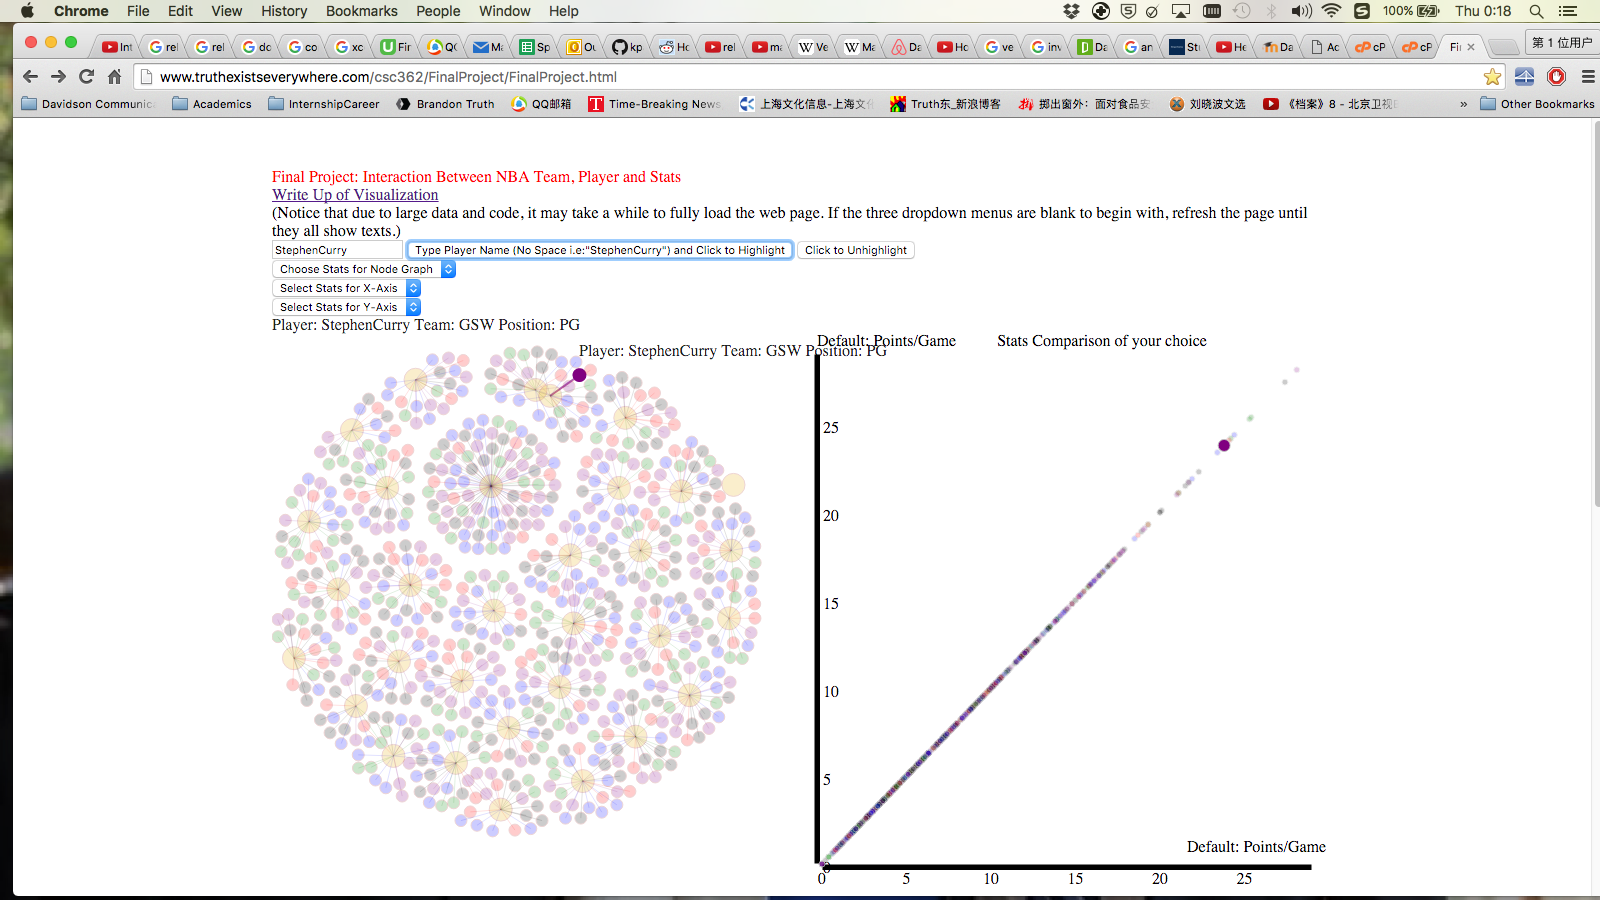 Chrome File Edit View History Bookmarks People Window Help 100% Thu 0:18
Int rel rel do co xc Fir QC Ma Sp Ou kp Ho rel ma Ve Ma Da Ho ve inv Da an Stu He Da Ac cP cP Fi 第 1 位用户
www.truthexistseverywhere.com/csc362/FinalProject/FinalProject.html
Davidson Communic Academics InternshipCareer Brandon Truth QQ邮箱 Time-Breaking News 上海文化信息-上海文 Truth东_新浪博客 掷出窗外：面对食品安 刘晓波文选 《档案》8 - 北京卫视 » Other Bookmarks
Final Project: Interaction Between NBA Team, Player and Stats
Write Up of Visualization
(Notice that due to large data and code, it may take a while to fully load the web page. If the three dropdown menus are blank to begin with, refresh the page until
they all show texts.)
StephenCurry Type Player Name (No Space i.e:"StephenCurry") and Click to Highlight Click to Unhighlight
Choose Stats for Node Graph
Select Stats for X-Axis
Select Stats for Y-Axis
Player: StephenCurry Team: GSW Position: PG
Default: Points/Game Stats Comparison of your choice
Player: StephenCurry Team: GSW Position: PG
25
20
15
10
5
0
Default: Points/Game
0 5 10 15 20 25